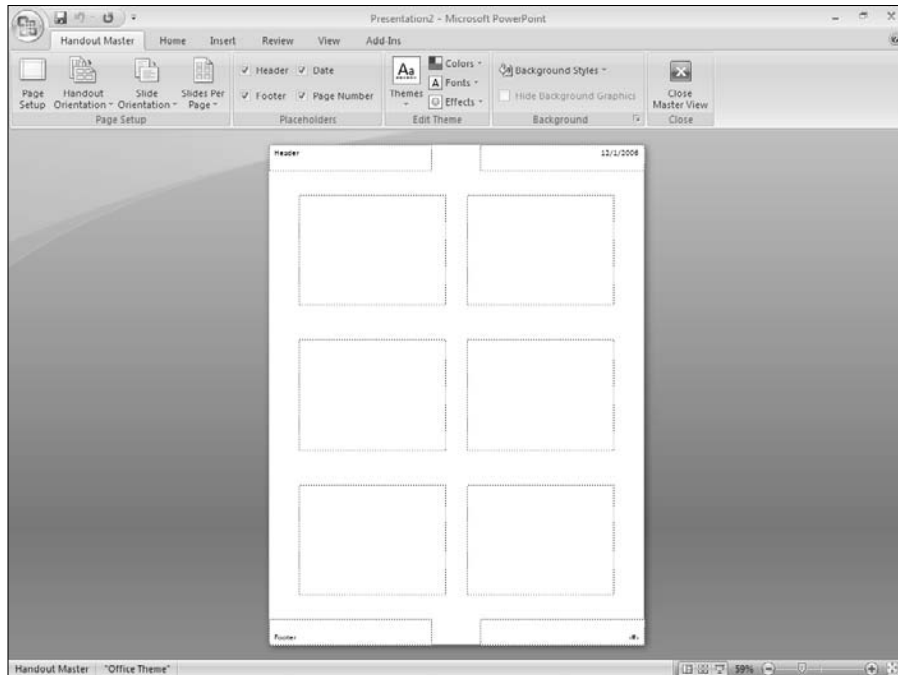 Presentation2 - Microsoft PowerPoint
Handout Master Home Insert Review View Add-Ins
Page Setup
Handout Orientation
Slide Orientation
Slides Per Page
Page Setup
Header Date
Footer Page Number
Placeholders
Themes
Aa
Colors
A Fonts
Effects
Edit Theme
Background Styles
Hide Background Graphics
Background
Close Master View
Close
Header 12/1/2006
Footer ‹#›
Handout Master "Office Theme" 59%